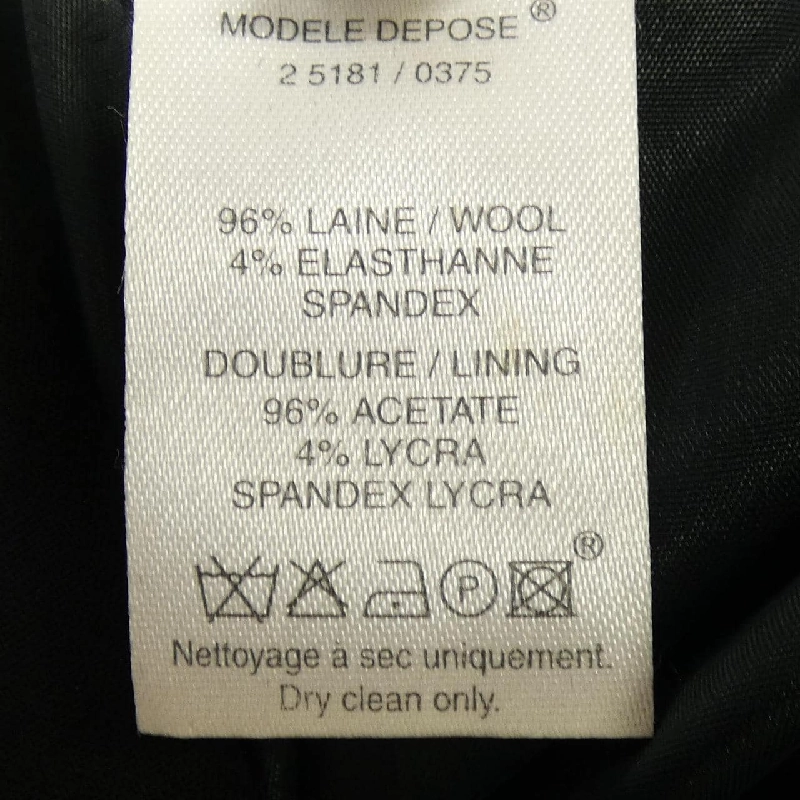 MODELE DEPOSE ®
2 5181 / 0375
96% LAINE / WOOL
4% ELASTHANNE
SPANDEX
DOUBLURE / LINING
96% ACETATE
4% LYCRA
SPANDEX LYCRA
P ®
Nettoyage à sec uniquement.
Dry clean only.